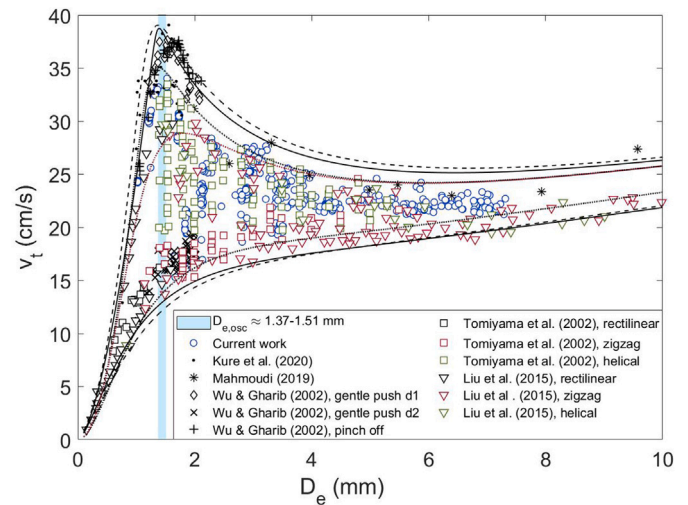 40
35
30
25
20
15
10
5
0
v_t (cm/s)
0
2
4
6
8
10
D_e (mm)
D_e,osc ≈ 1.37-1.51 mm
Current work
Kure et al. (2020)
Mahmoudi (2019)
Wu & Gharib (2002), gentle push d1
Wu & Gharib (2002), gentle push d2
Wu & Gharib (2002), pinch off
Tomiyama et al. (2002), rectilinear
Tomiyama et al. (2002), zigzag
Tomiyama et al. (2002), helical
Liu et al. (2015), rectilinear
Liu et al . (2015), zigzag
Liu et al. (2015), helical